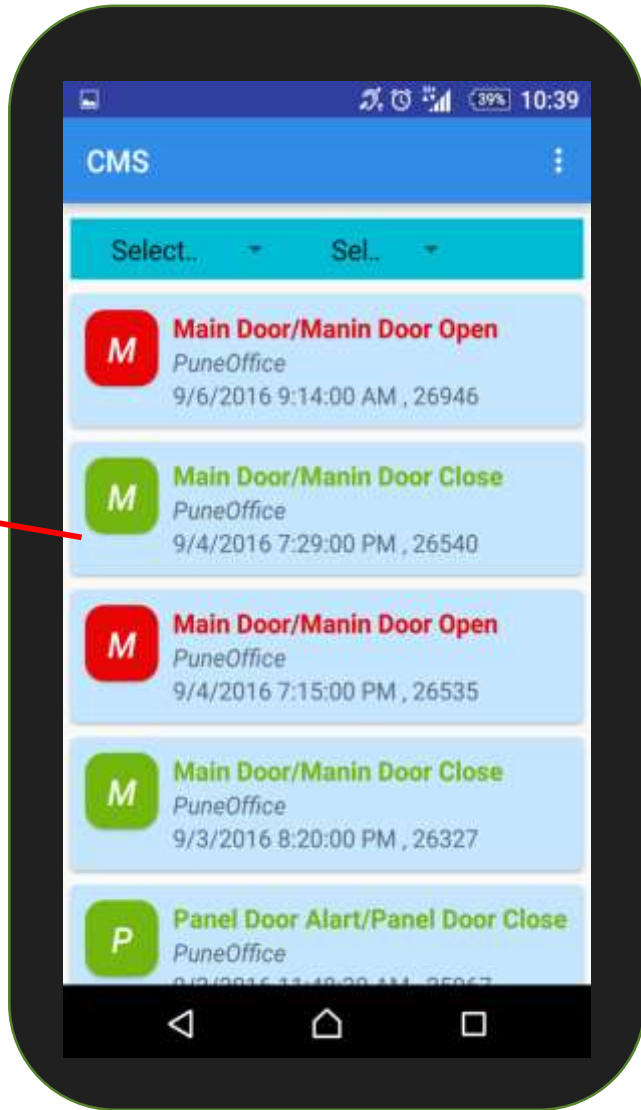 39% 10:39
CMS
Select.. Sel..
M
Main Door/Manin Door Open
PuneOffice
9/6/2016 9:14:00 AM , 26946
M
Main Door/Manin Door Close
PuneOffice
9/4/2016 7:29:00 PM , 26540
M
Main Door/Manin Door Open
PuneOffice
9/4/2016 7:15:00 PM , 26535
M
Main Door/Manin Door Close
PuneOffice
9/3/2016 8:20:00 PM , 26327
P
Panel Door Alart/Panel Door Close
PuneOffice